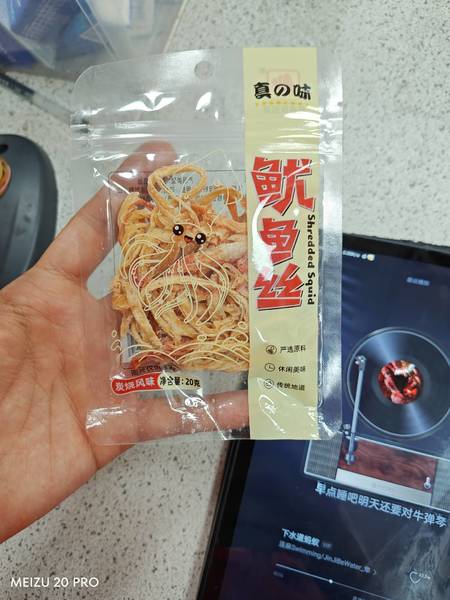 真の味
鱿鱼丝
Shredded Squid
严选原料
休闲美味
传统地道
炭烧风味
净含量:20克
早点睡吧明天还要对牛弹琴
下水道蚂蚁
MEIZU 20 PRO